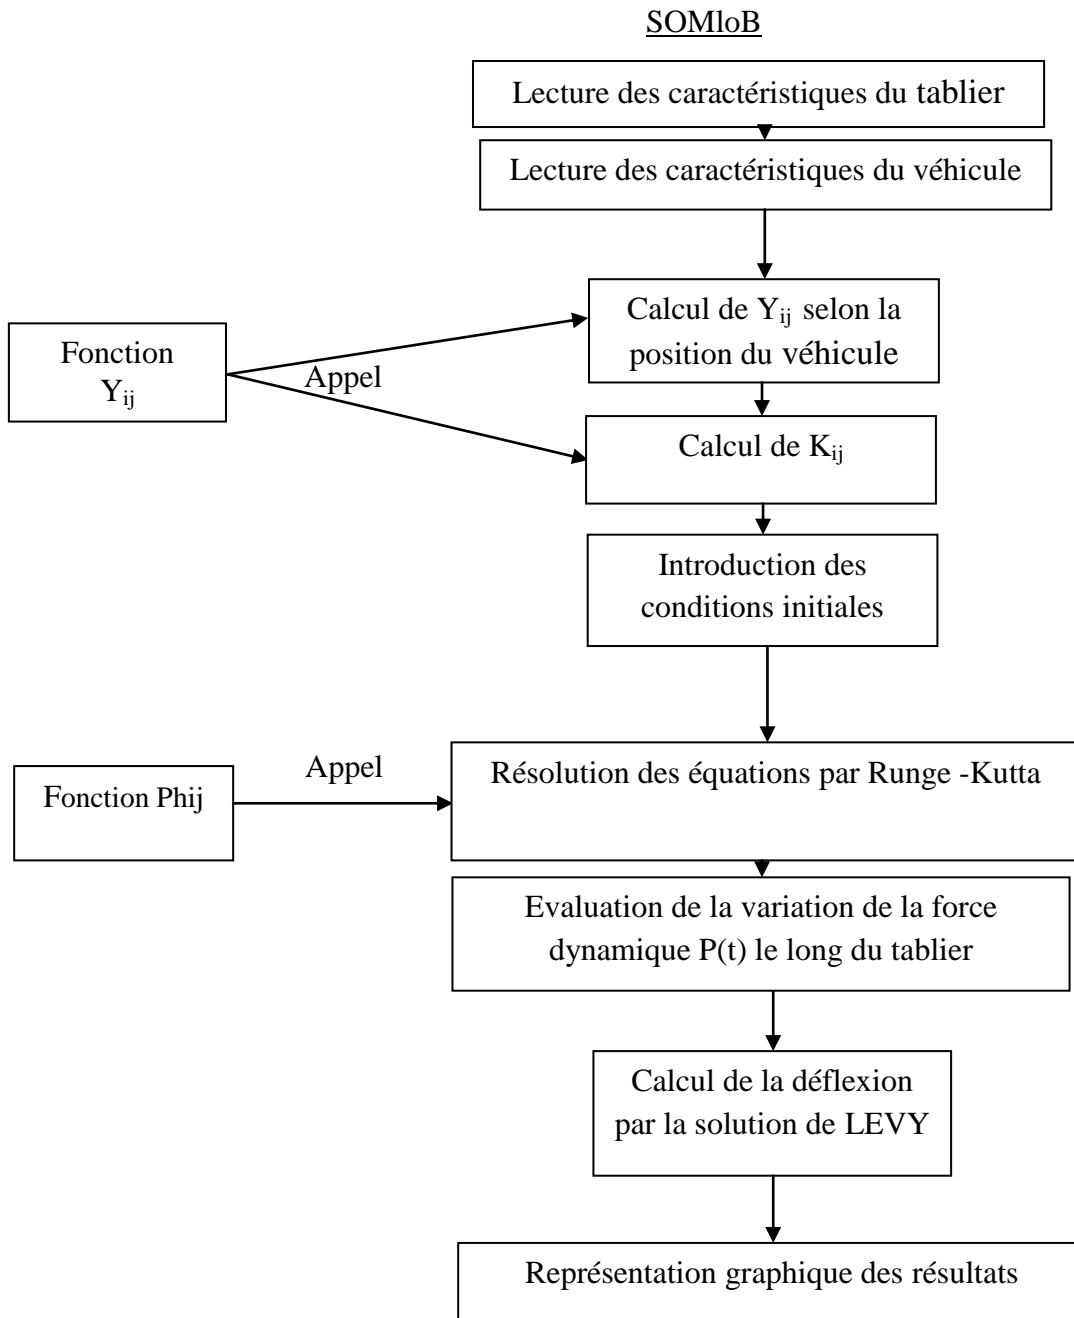 SOMloB
Lecture des caractéristiques du tablier
Lecture des caractéristiques du véhicule
Calcul de Yij selon la
position du véhicule
Fonction
Yij
Appel
Calcul de Kij
Introduction des
conditions initiales
Appel
Fonction Phij
Résolution des équations par Runge -Kutta
Evaluation de la variation de la force
dynamique P(t) le long du tablier
Calcul de la déflexion
par la solution de LEVY
Représentation graphique des résultats